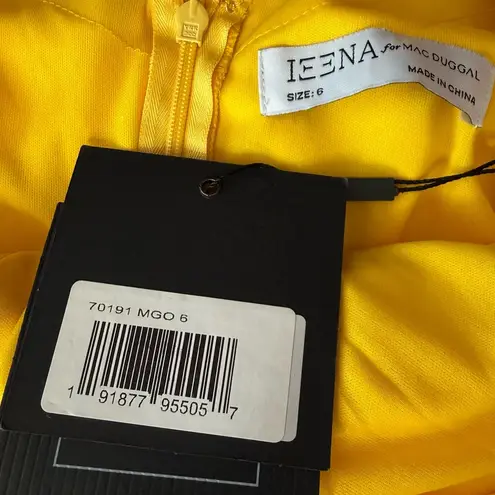 IEENA for MAC DUGGAL
SIZE: 6
MADE IN CHINA
70191 MGO 6
1 91877 95505 7